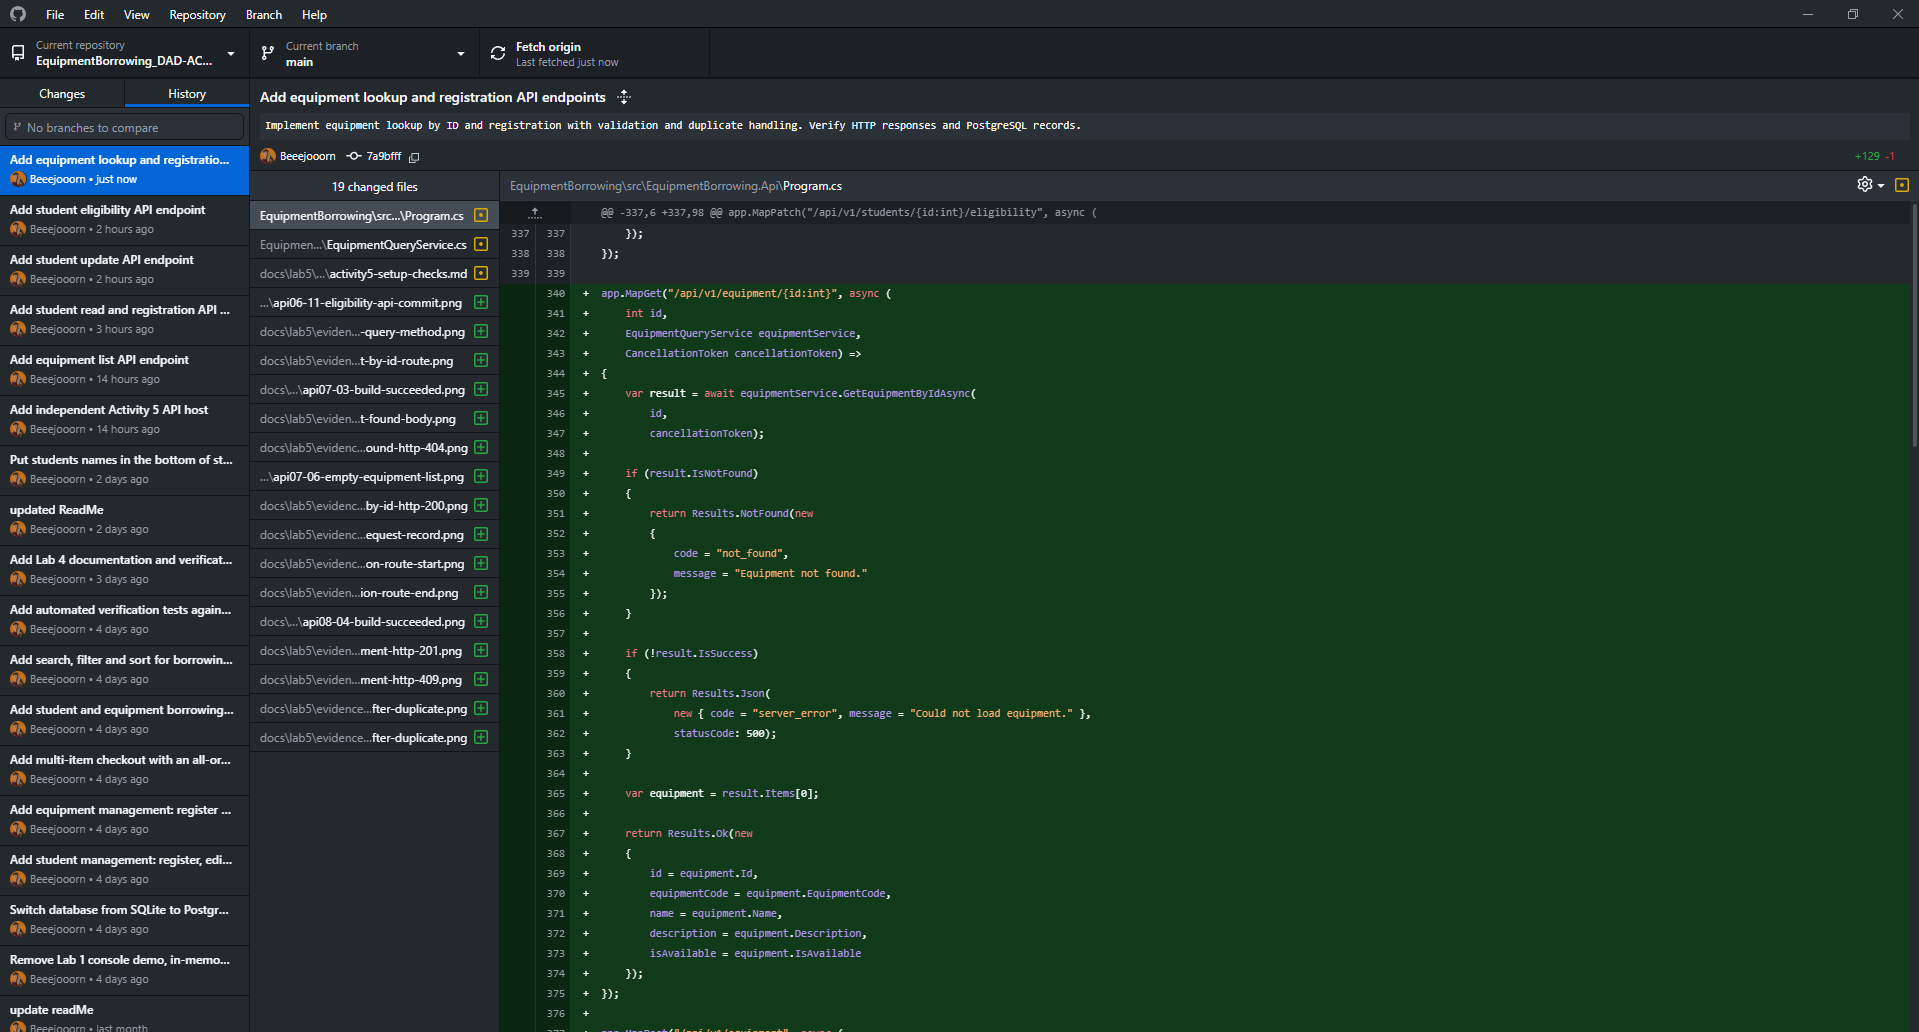 File Edit View Repository Branch Help
Current repository
EquipmentBorrowing_DAD-AC...
Current branch
main
Fetch origin
Last fetched just now
Changes
History
No branches to compare
Add equipment lookup and registratio...
Beeejooorn • just now
Add student eligibility API endpoint
Beeejooorn • 2 hours ago
Add student update API endpoint
Beeejooorn • 2 hours ago
Add student read and registration API ...
Beeejooorn • 3 hours ago
Add equipment list API endpoint
Beeejooorn • 14 hours ago
Add independent Activity 5 API host
Beeejooorn • 14 hours ago
Put students names in the bottom of st...
Beeejooorn • 2 days ago
updated ReadMe
Beeejooorn • 2 days ago
Add Lab 4 documentation and verificat...
Beeejooorn • 3 days ago
Add automated verification tests again...
Beeejooorn • 4 days ago
Add search, filter and sort for borrowin...
Beeejooorn • 4 days ago
Add student and equipment borrowing...
Beeejooorn • 4 days ago
Add multi-item checkout with an all-or...
Beeejooorn • 4 days ago
Add equipment management: register ...
Beeejooorn • 4 days ago
Add student management: register, edi...
Beeejooorn • 4 days ago
Switch database from SQLite to Postgr...
Beeejooorn • 4 days ago
Remove Lab 1 console demo, in-memo...
Beeejooorn • 4 days ago
update readMe
Beeejooorn • last month
Add equipment lookup and registration API endpoints
Implement equipment lookup by ID and registration with validation and duplicate handling. Verify HTTP responses and PostgreSQL records.
Beeejooorn 7a9bfff
+129 -1
19 changed files
EquipmentBorrowing\src...\Program.cs
Equipmen...\EquipmentQueryService.cs
docs\lab5\...\activity5-setup-checks.md
...\api06-11-eligibility-api-commit.png
docs\lab5\eviden...-query-method.png
docs\lab5\eviden...t-by-id-route.png
docs\...\api07-03-build-succeeded.png
docs\lab5\eviden...t-found-body.png
docs\lab5\evidenc...ound-http-404.png
...\api07-06-empty-equipment-list.png
docs\lab5\evidenc...by-id-http-200.png
docs\lab5\evidenc...equest-record.png
docs\lab5\evidenc...on-route-start.png
docs\lab5\eviden...ion-route-end.png
docs\...\api08-04-build-succeeded.png
docs\lab5\eviden...ment-http-201.png
docs\lab5\eviden...ment-http-409.png
docs\lab5\evidence...fter-duplicate.png
docs\lab5\evidence...fter-duplicate.png
EquipmentBorrowing\src\EquipmentBorrowing.Api\Program.cs
@@ -337,6 +337,98 @@ app.MapPatch("/api/v1/students/{id:int}/eligibility", async (
337 337 });
338 338 });
339 339
340 + app.MapGet("/api/v1/equipment/{id:int}", async (
341 + int id,
342 + EquipmentQueryService equipmentService,
343 + CancellationToken cancellationToken) =>
344 + {
345 + var result = await equipmentService.GetEquipmentByIdAsync(
346 + id,
347 + cancellationToken);
348 +
349 + if (result.IsNotFound)
350 + {
351 + return Results.NotFound(new
352 + {
353 + code = "not_found",
354 + message = "Equipment not found."
355 + });
356 + }
357 +
358 + if (!result.IsSuccess)
359 + {
360 + return Results.Json(
361 + new { code = "server_error", message = "Could not load equipment." },
362 + statusCode: 500);
363 + }
364 +
365 + var equipment = result.Items[0];
366 +
367 + return Results.Ok(new
368 + {
369 + id = equipment.Id,
370 + equipmentCode = equipment.EquipmentCode,
371 + name = equipment.Name,
372 + description = equipment.Description,
373 + isAvailable = equipment.IsAvailable
374 + });
375 + });
376 +
377 + app.MapPost("/api/v1/equipment", async (